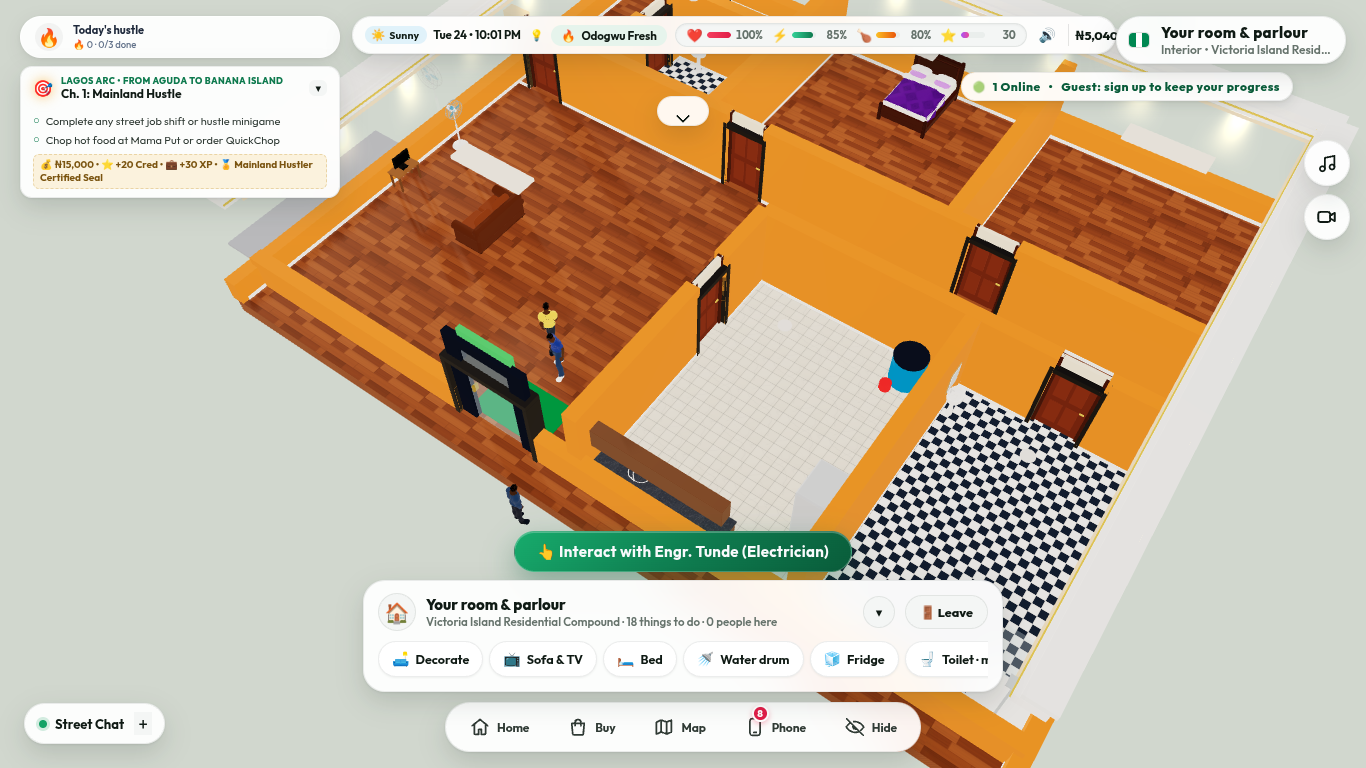 Today's hustle
🔥 0 · 0/3 done
LAGOS ARC • FROM AGUDA TO BANANA ISLAND
Ch. 1: Mainland Hustle
Complete any street job shift or hustle minigame
Chop hot food at Mama Put or order QuickChop
💰 ₦15,000 • ⭐ +20 Cred • 💼 +30 XP • 🏅 Mainland Hustler
Certified Seal
☀️ Sunny Tue 24 • 10:01 PM 💡 🔥 Odogwu Fresh ❤️ 100% ⚡ 85% 🍗 80% ⭐ 30 🔊 ₦5,040
Your room & parlour
Interior • Victoria Island Resid...
1 Online • Guest: sign up to keep your progress
👆 Interact with Engr. Tunde (Electrician)
Your room & parlour
Victoria Island Residential Compound · 18 things to do · 0 people here
Leave
Decorate Sofa & TV Bed Water drum Fridge Toilet ·
Street Chat +
Home Buy Map 8 Phone Hide